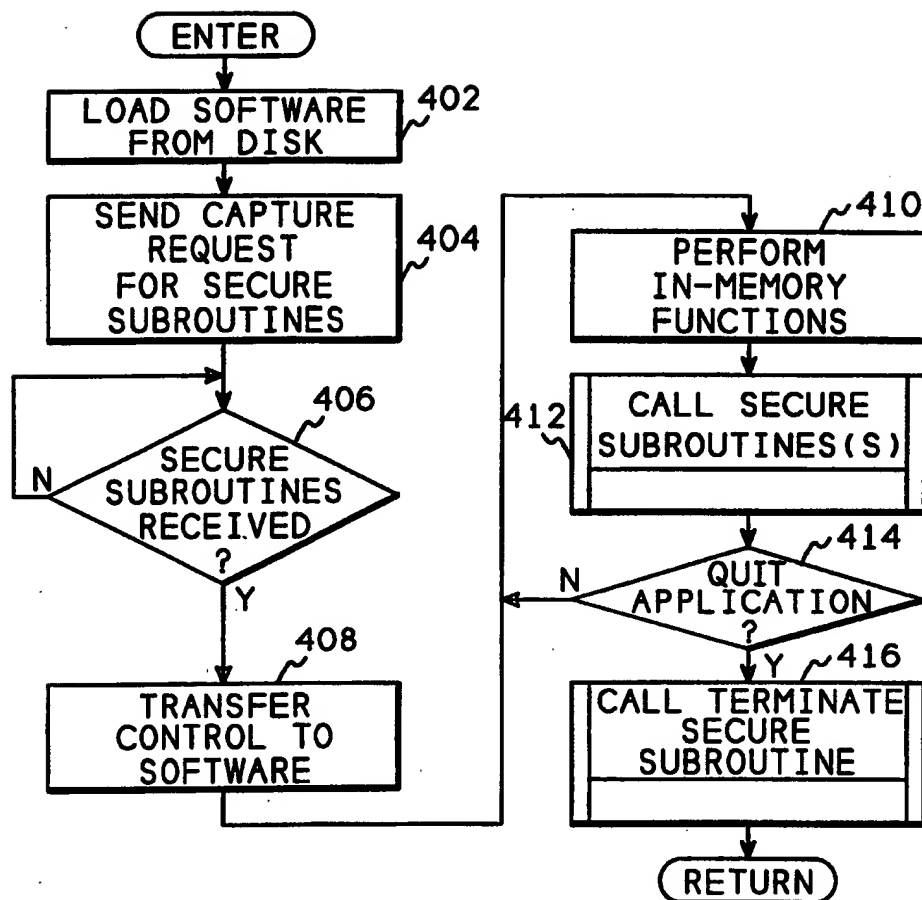 ENTER
402
LOAD SOFTWARE
FROM DISK
SEND CAPTURE
REQUEST
FOR SECURE
SUBROUTINES
404
406
SECURE
SUBROUTINES
RECEIVED
?
N
Y
408
TRANSFER
CONTROL TO
SOFTWARE
410
PERFORM
IN-MEMORY
FUNCTIONS
412
CALL SECURE
SUBROUTINES(S)
414
QUIT
APPLICATION
?
N
Y
416
CALL TERMINATE
SECURE
SUBROUTINE
RETURN